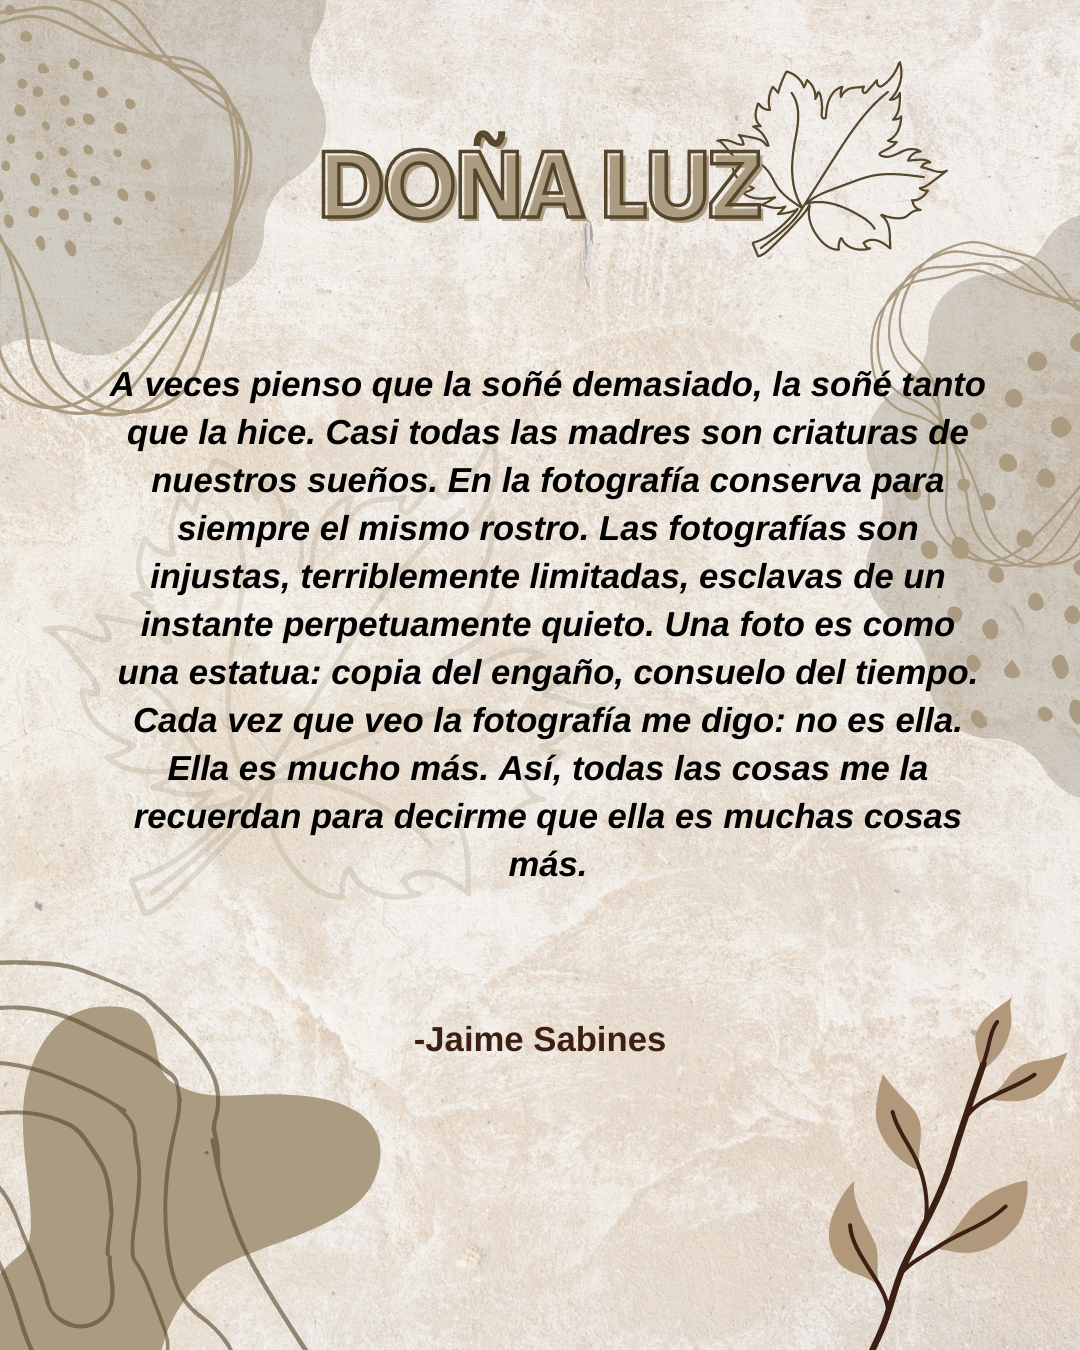 DOÑA LUZ
A veces pienso que la soñé demasiado, la soñé tanto
que la hice. Casi todas las madres son criaturas de
nuestros sueños. En la fotografía conserva para
siempre el mismo rostro. Las fotografías son
injustas, terriblemente limitadas, esclavas de un
instante perpetuamente quieto. Una foto es como
una estatua: copia del engaño, consuelo del tiempo.
Cada vez que veo la fotografía me digo: no es ella.
Ella es mucho más. Así, todas las cosas me la
recuerdan para decirme que ella es muchas cosas
más.
-Jaime Sabines